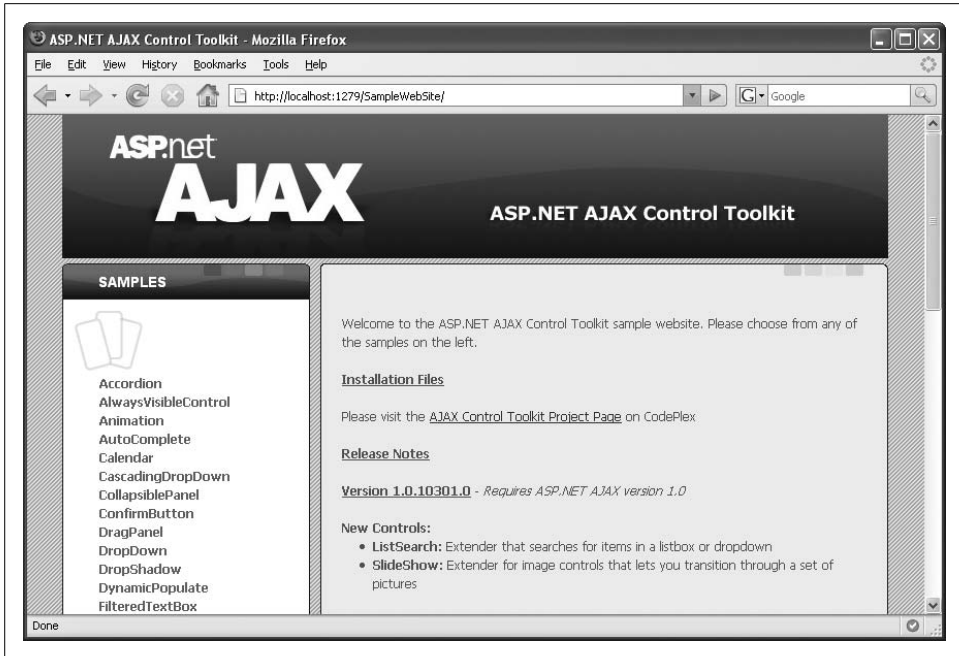 ASP.NET AJAX Control Toolkit - Mozilla Firefox
File Edit View History Bookmarks Tools Help
http://localhost:1279/SampleWebSite/
G Google
ASP.net
AJAX
ASP.NET AJAX Control Toolkit
SAMPLES
Accordion
AlwaysVisibleControl
Animation
AutoComplete
Calendar
CascadingDropDown
CollapsiblePanel
ConfirmButton
DragPanel
DropDown
DropShadow
DynamicPopulate
FilteredTextBox
Welcome to the ASP.NET AJAX Control Toolkit sample website. Please choose from any of
the samples on the left.
Installation Files
Please visit the AJAX Control Toolkit Project Page on CodePlex
Release Notes
Version 1.0.10301.0 - Requires ASP.NET AJAX version 1.0
New Controls:
• ListSearch: Extender that searches for items in a listbox or dropdown
• SlideShow: Extender for image controls that lets you transition through a set of
pictures
Done